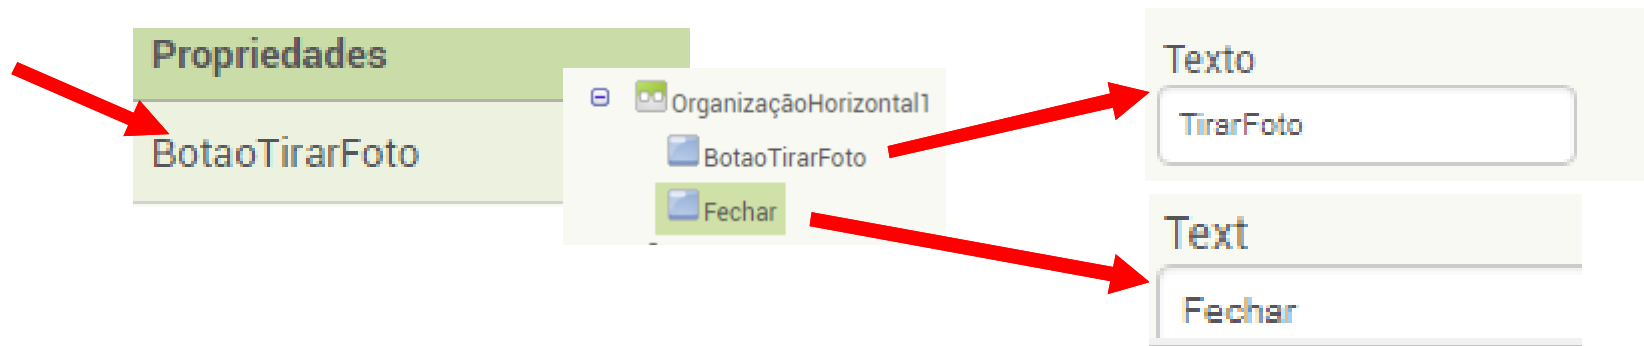 Propriedades
BotaoTirarFoto
OrganizaçãoHorizontal1
BotaoTirarFoto
Fechar
Texto
TirarFoto
Text
Fechar